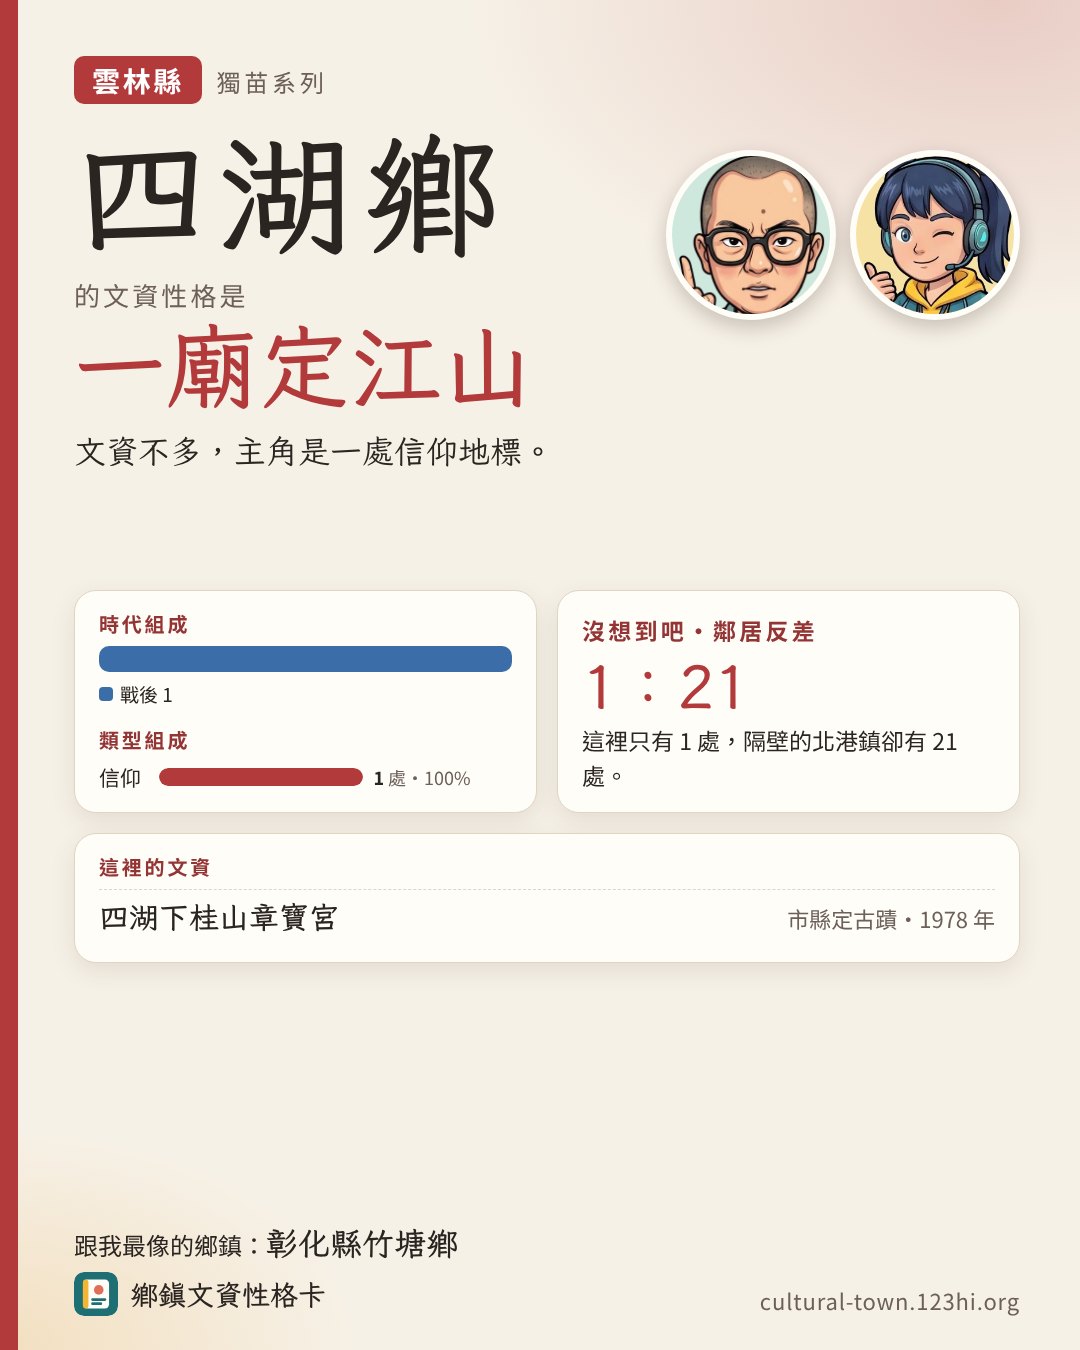 雲林縣 獨苗系列
四湖鄉
的文資性格是
一廟定江山
文資不多，主角是一處信仰地標。
時代組成
戰後 1
類型組成
信仰 1 處・100%
沒想到吧・鄰居反差
1：21
這裡只有 1 處，隔壁的北港鎮卻有 21
處。
這裡的文資
四湖下桂山章寶宮 市縣定古蹟・1978 年
跟我最像的鄉鎮：彰化縣竹塘鄉
鄉鎮文資性格卡
cultural-town.123hi.org